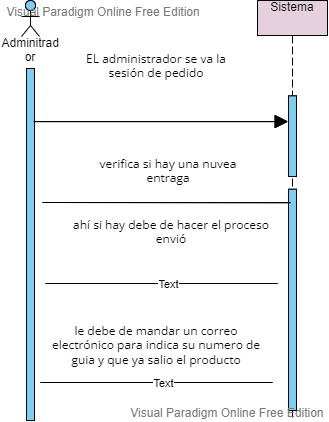 Visual Paradigm Online Free Edition
Sistema
Adminitrad
or
EL administrador se va la
sesión de pedido
verifica si hay una nuvea
entraga
ahí si hay debe de hacer el proceso
envió
Text
le debe de mandar un correo
electrónico para indica su numero de
guia y que ya salio el producto
Text
Visual Paradigm Online Free Edition